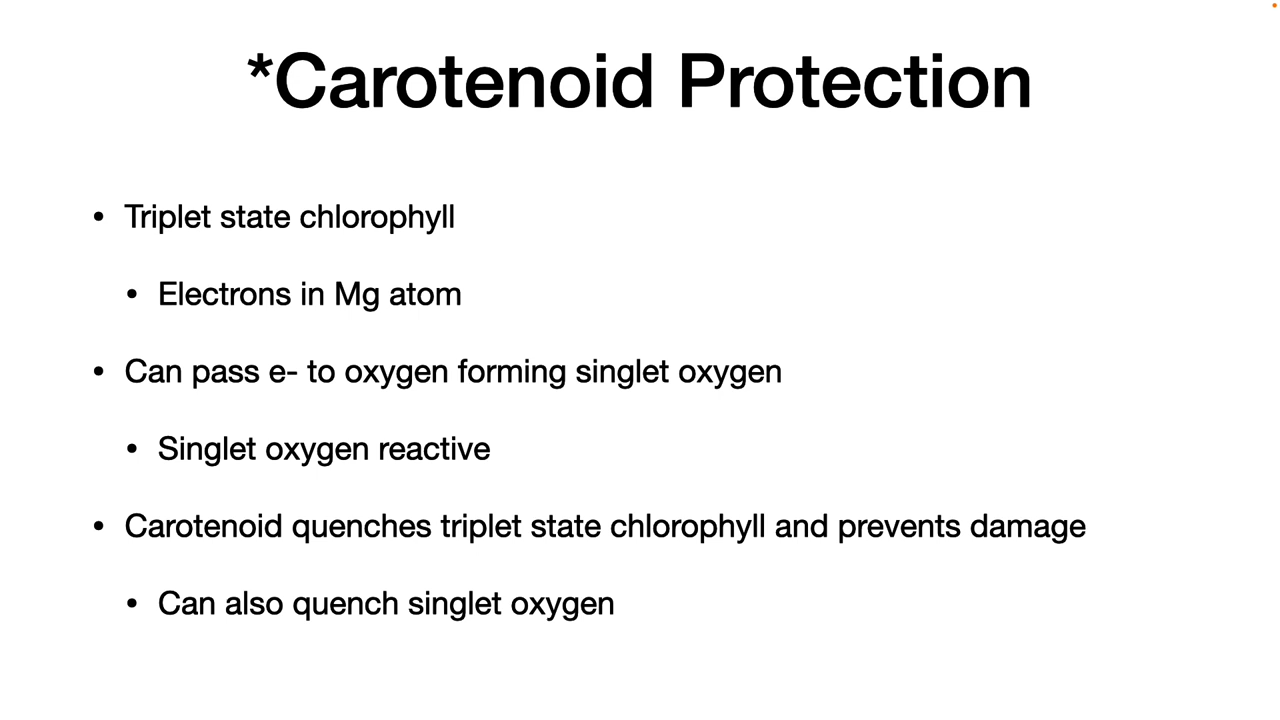 *Carotenoid Protection
• Triplet state chlorophyll
• Electrons in Mg atom
• Can pass e- to oxygen forming singlet oxygen
• Singlet oxygen reactive
• Carotenoid quenches triplet state chlorophyll and prevents damage
• Can also quench singlet oxygen